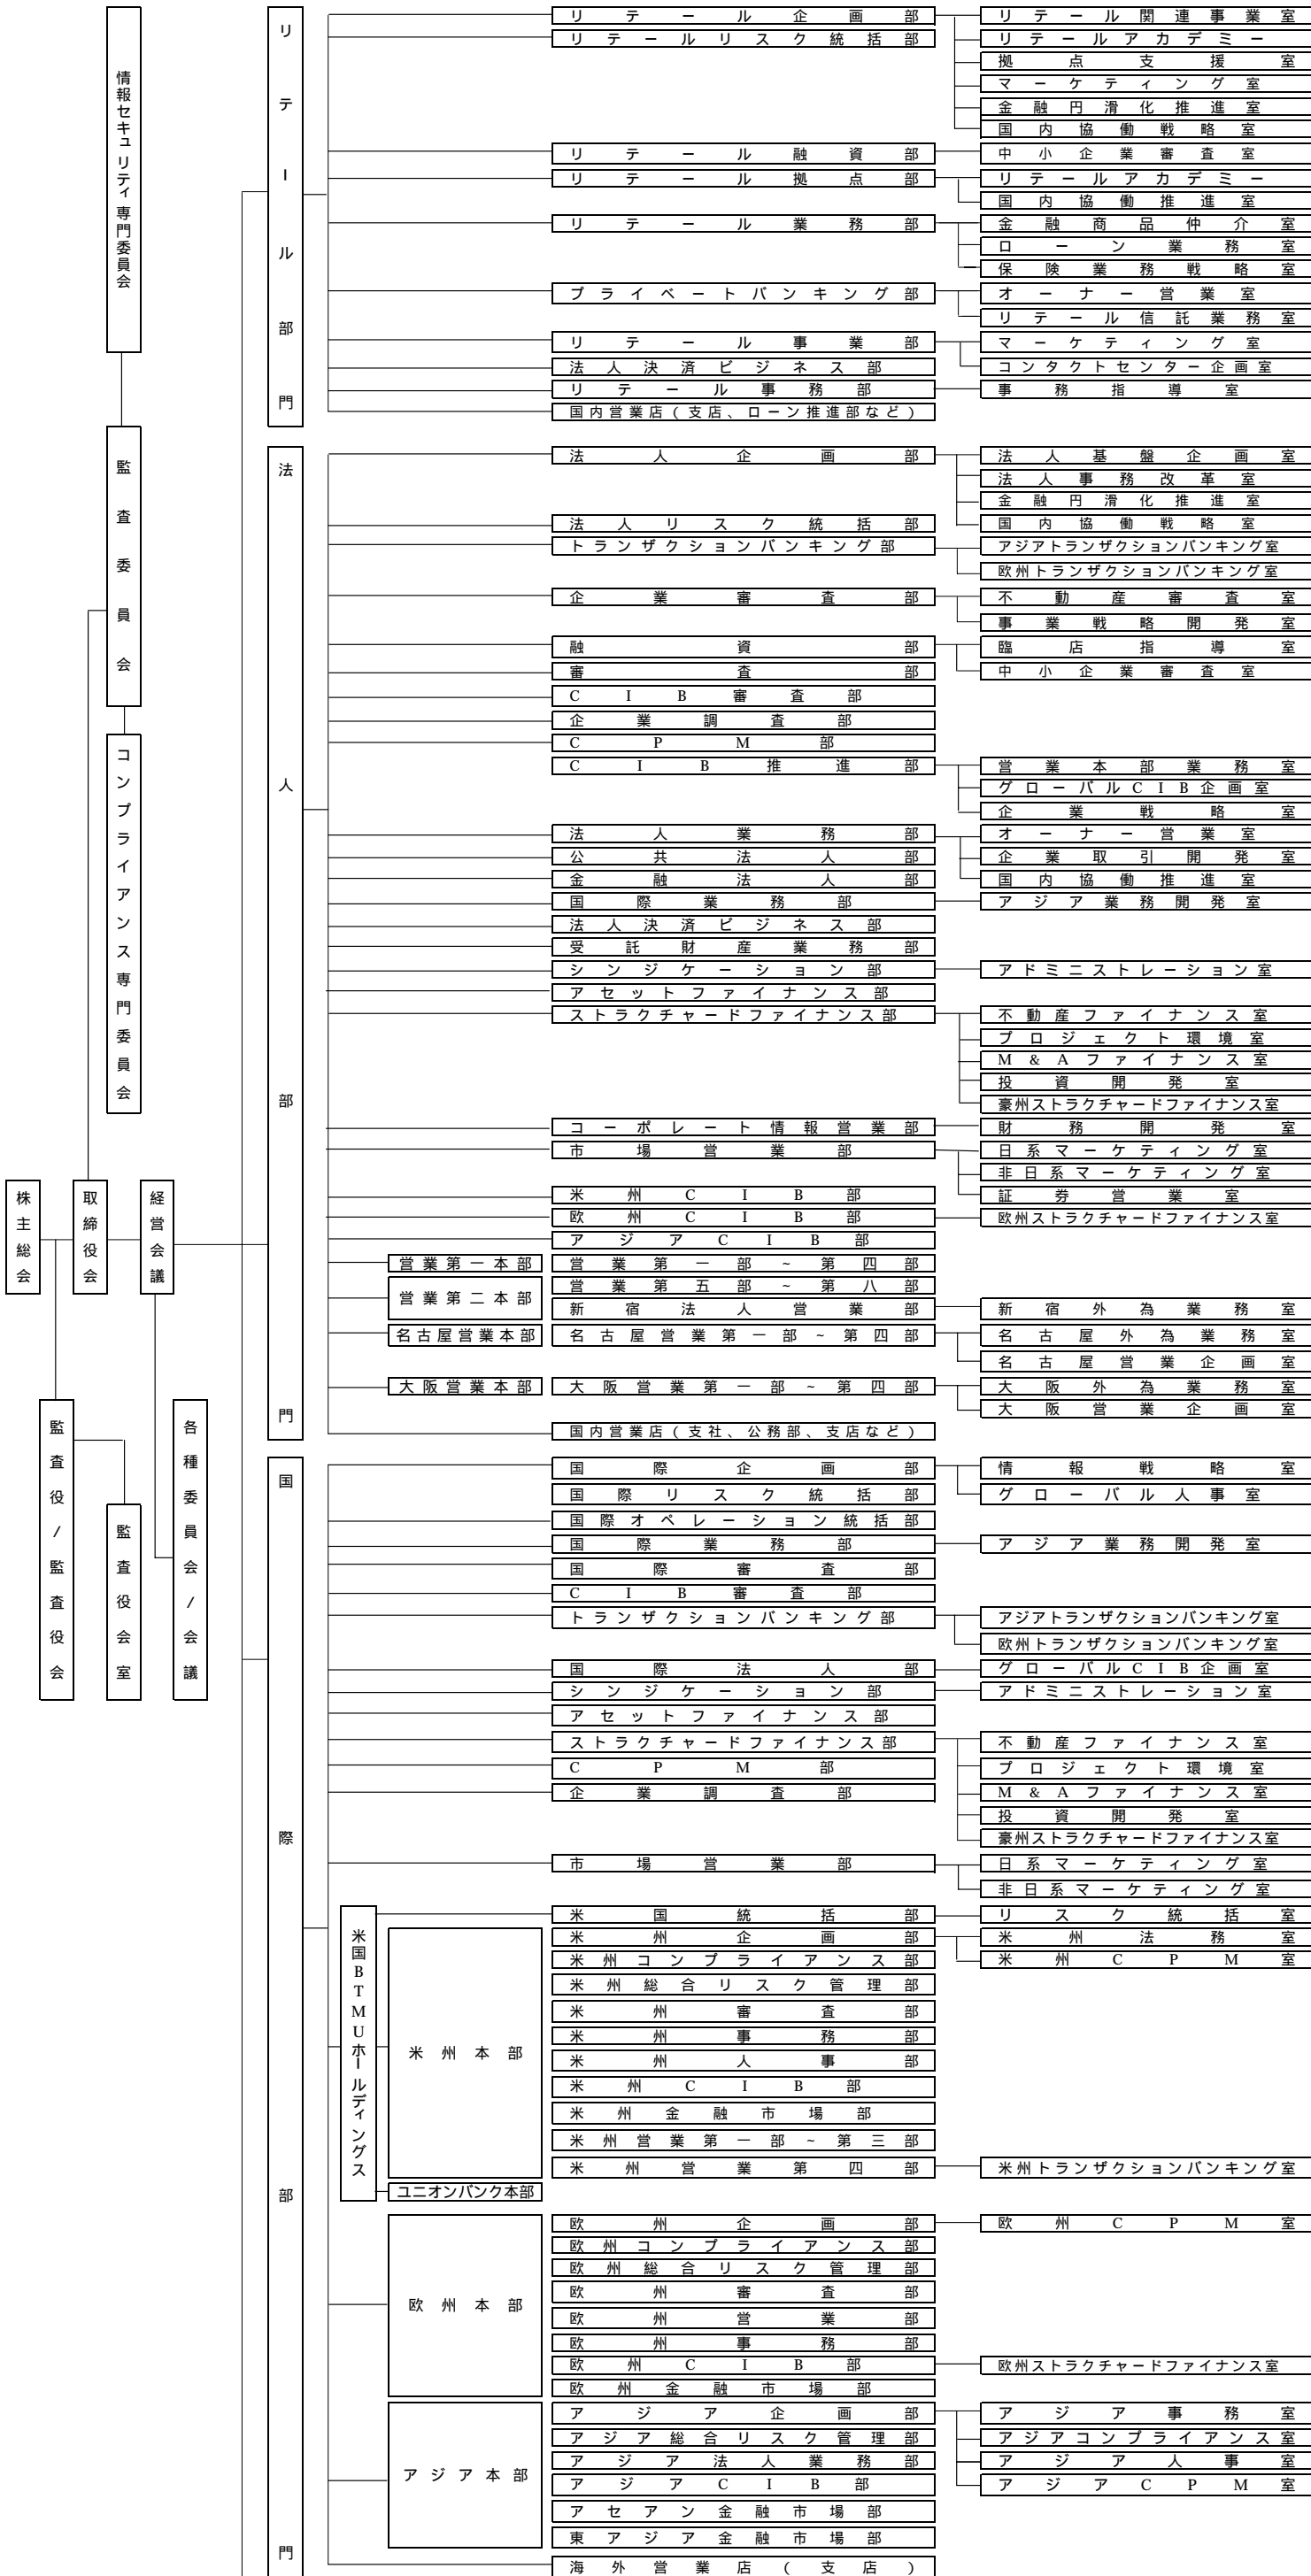 情報セキュリティ専門委員会
監査委員会
コンプライアンス専門委員会
株主総会
取締役会
経営会議
監査役/監査役会
監査役会室
各種委員会/会議
リテール部門
リテール企画部
リテール関連事業室
リテールリスク統括部
リテールアカデミー
拠点支援室
マーケティング室
金融円滑化推進室
国内協働戦略室
リテール融資部
中小企業審査室
リテール拠点部
リテールアカデミー
国内協働推進室
リテール業務部
金融商品仲介室
ローン業務室
保険業務戦略室
プライベートバンキング部
オーナー営業室
リテール信託業務室
リテール事業部
マーケティング室
法人決済ビジネス部
コンタクトセンター企画室
リテール事務部
事務指導室
国内営業店(支店、ローン推進部など)
法人部門
法人企画部
法人基盤企画室
法人事務改革室
金融円滑化推進室
法人リスク統括部
国内協働戦略室
トランザクションバンキング部
アジアトランザクションバンキング室
欧州トランザクションバンキング室
企業審査部
不動産審査室
事業戦略開発室
融資部
臨店指導室
審査部
中小企業審査室
CIB審査部
企業調査部
CPM部
CIB推進部
営業本部業務室
グローバルCIB企画室
企業戦略室
法人業務部
オーナー営業室
公共法人部
企業取引開発室
金融法人部
国内協働推進室
国際業務部
アジア業務開発室
法人決済ビジネス部
受託財産業務部
シンジケーション部
アドミニストレーション室
アセットファイナンス部
ストラクチャードファイナンス部
不動産ファイナンス室
プロジェクト環境室
M&Aファイナンス室
投資開発室
豪州ストラクチャードファイナンス室
コーポレート情報営業部
財務開発室
市場営業部
日系マーケティング室
非日系マーケティング室
米州CIB部
証券営業室
欧州CIB部
欧州ストラクチャードファイナンス室
アジアCIB部
営業第一本部
営業第一部~第四部
営業第二本部
営業第五部~第八部
新宿法人営業部
新宿外為業務室
名古屋営業本部
名古屋営業第一部~第四部
名古屋外為業務室
名古屋営業企画室
大阪営業本部
大阪営業第一部~第四部
大阪外為業務室
大阪営業企画室
国内営業店(支社、公務部、支店など)
国際部門
国際企画部
情報戦略室
国際リスク統括部
グローバル人事室
国際オペレーション統括部
国際業務部
アジア業務開発室
国際審査部
CIB審査部
トランザクションバンキング部
アジアトランザクションバンキング室
欧州トランザクションバンキング室
国際法人部
グローバルCIB企画室
シンジケーション部
アドミニストレーション室
アセットファイナンス部
ストラクチャードファイナンス部
不動産ファイナンス室
CPM部
プロジェクト環境室
企業調査部
M&Aファイナンス室
投資開発室
豪州ストラクチャードファイナンス室
市場営業部
日系マーケティング室
非日系マーケティング室
米国BTMUホールディングス
米国統括部
リスク統括室
米州本部
米州企画部
米州法務室
米州コンプライアンス部
米州CPM室
米州総合リスク管理部
米州審査部
米州事務部
米州人事部
米州CIB部
米州金融市場部
米州営業第一部~第三部
米州営業第四部
米州トランザクションバンキング室
ユニオンバンク本部
欧州本部
欧州企画部
欧州CPM室
欧州コンプライアンス部
欧州総合リスク管理部
欧州審査部
欧州営業部
欧州事務部
欧州CIB部
欧州ストラクチャードファイナンス室
欧州金融市場部
アジア本部
アジア企画部
アジア事務室
アジア総合リスク管理部
アジアコンプライアンス室
アジア法人業務部
アジア人事室
アジアCIB部
アジアCPM室
アセアン金融市場部
東アジア金融市場部
海外営業店(支店)